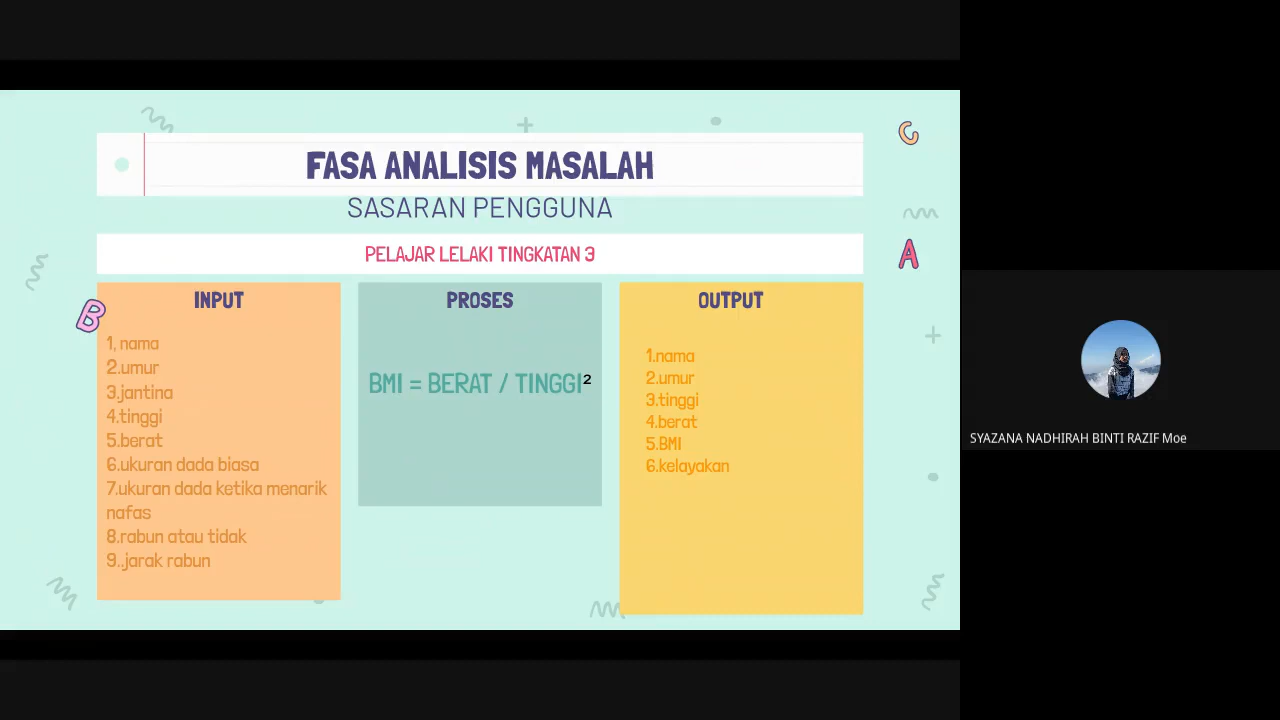 FASA ANALISIS MASALAH
SASARAN PENGGUNA
PELAJAR LELAKI TINGKATAN 3
INPUT
1, nama
2.umur
3.jantina
4.tinggi
5.berat
6.ukuran dada biasa
7.ukuran dada ketika menarik
nafas
8.rabun atau tidak
9..jarak rabun
PROSES
BMI = BERAT / TINGGI²
OUTPUT
1.nama
2.umur
3.tinggi
4.berat
5.BMI
6.kelayakan
C
A
B
SYAZANA NADHIRAH BINTI RAZIF Moe